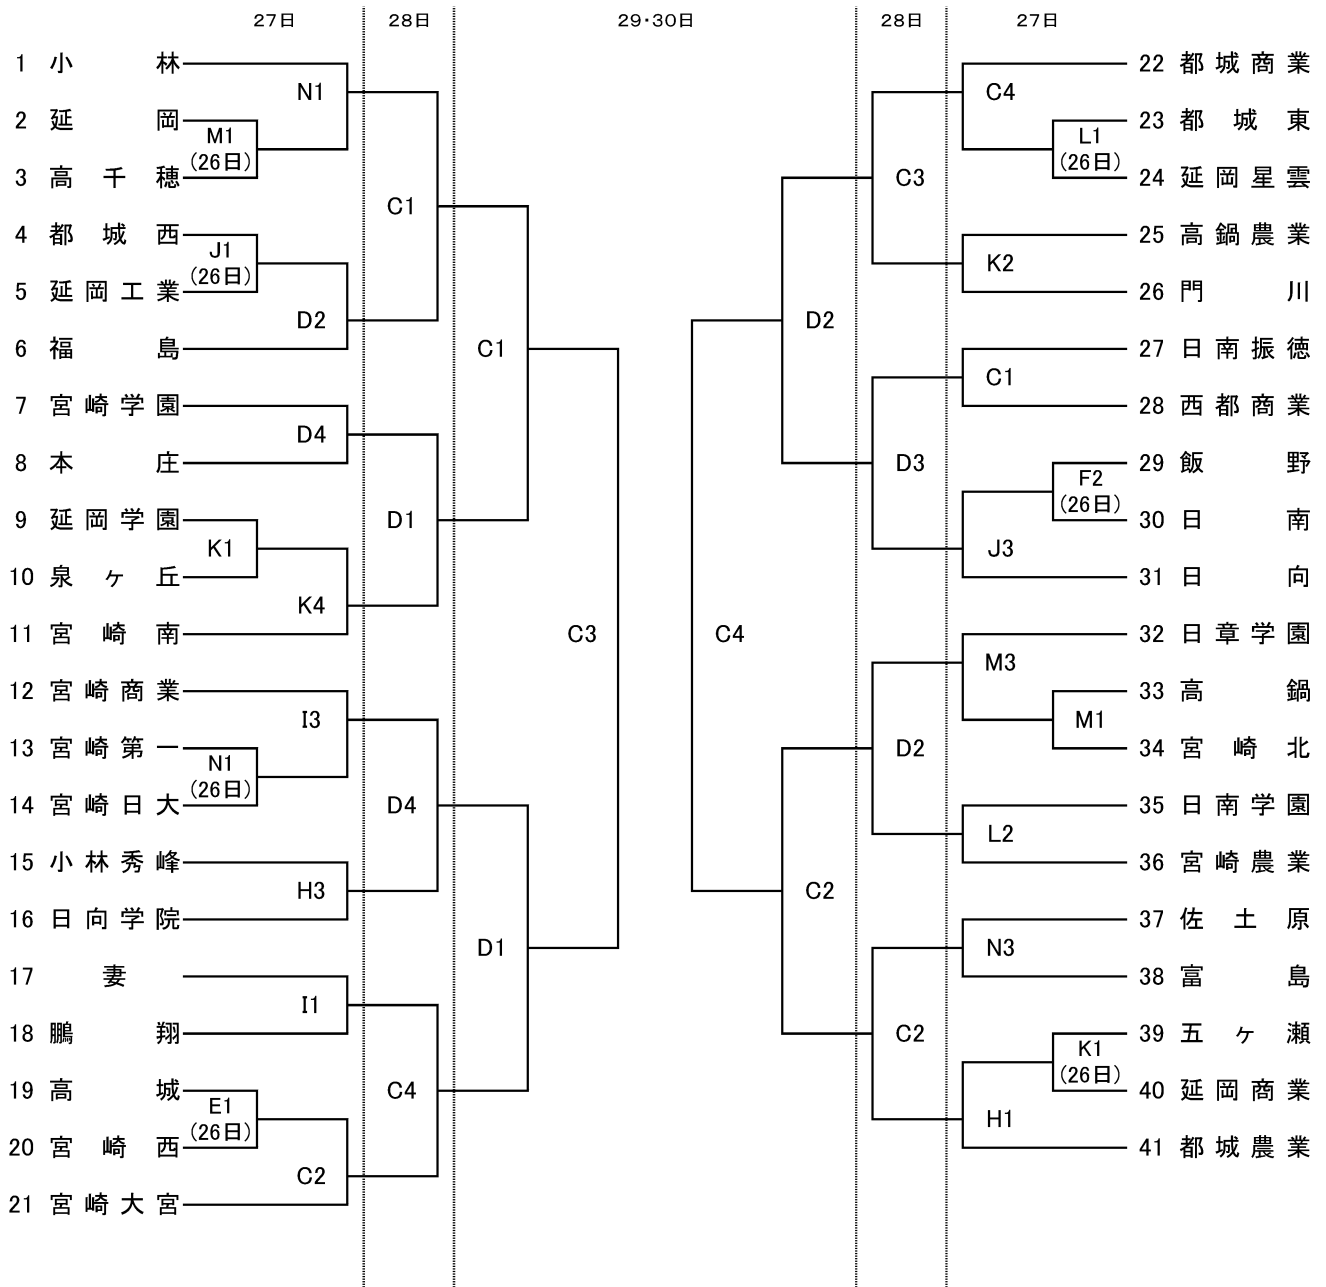 27日 28日 29・30日 28日 27日
1 小林
N1
2 延岡
M1
(26日)
3 高千穂
C1
4 都城西
J1
(26日)
5 延岡工業
D2
6 福島
C1
7 宮崎学園
D4
8 本庄
9 延岡学園
D1
K1
10 泉ヶ丘
K4
11 宮崎南
C3
12 宮崎商業
I3
13 宮崎第一
N1
(26日)
14 宮崎日大
D4
15 小林秀峰
H3
16 日向学院
D1
17 妻
I1
18 鵬翔
19 高城
C4
E1
(26日)
20 宮崎西
C2
21 宮崎大宮
22 都城商業
C4
23 都城東
L1
(26日)
24 延岡星雲
C3
25 高鍋農業
K2
26 門川
D2
27 日南振徳
C1
28 西都商業
29 飯野
D3
F2
(26日)
30 日南
J3
31 日向
C4
32 日章学園
M3
33 高鍋
M1
34 宮崎北
D2
35 日南学園
L2
36 宮崎農業
C2
37 佐土原
N3
38 富島
39 五ヶ瀬
C2
K1
(26日)
40 延岡商業
H1
41 都城農業